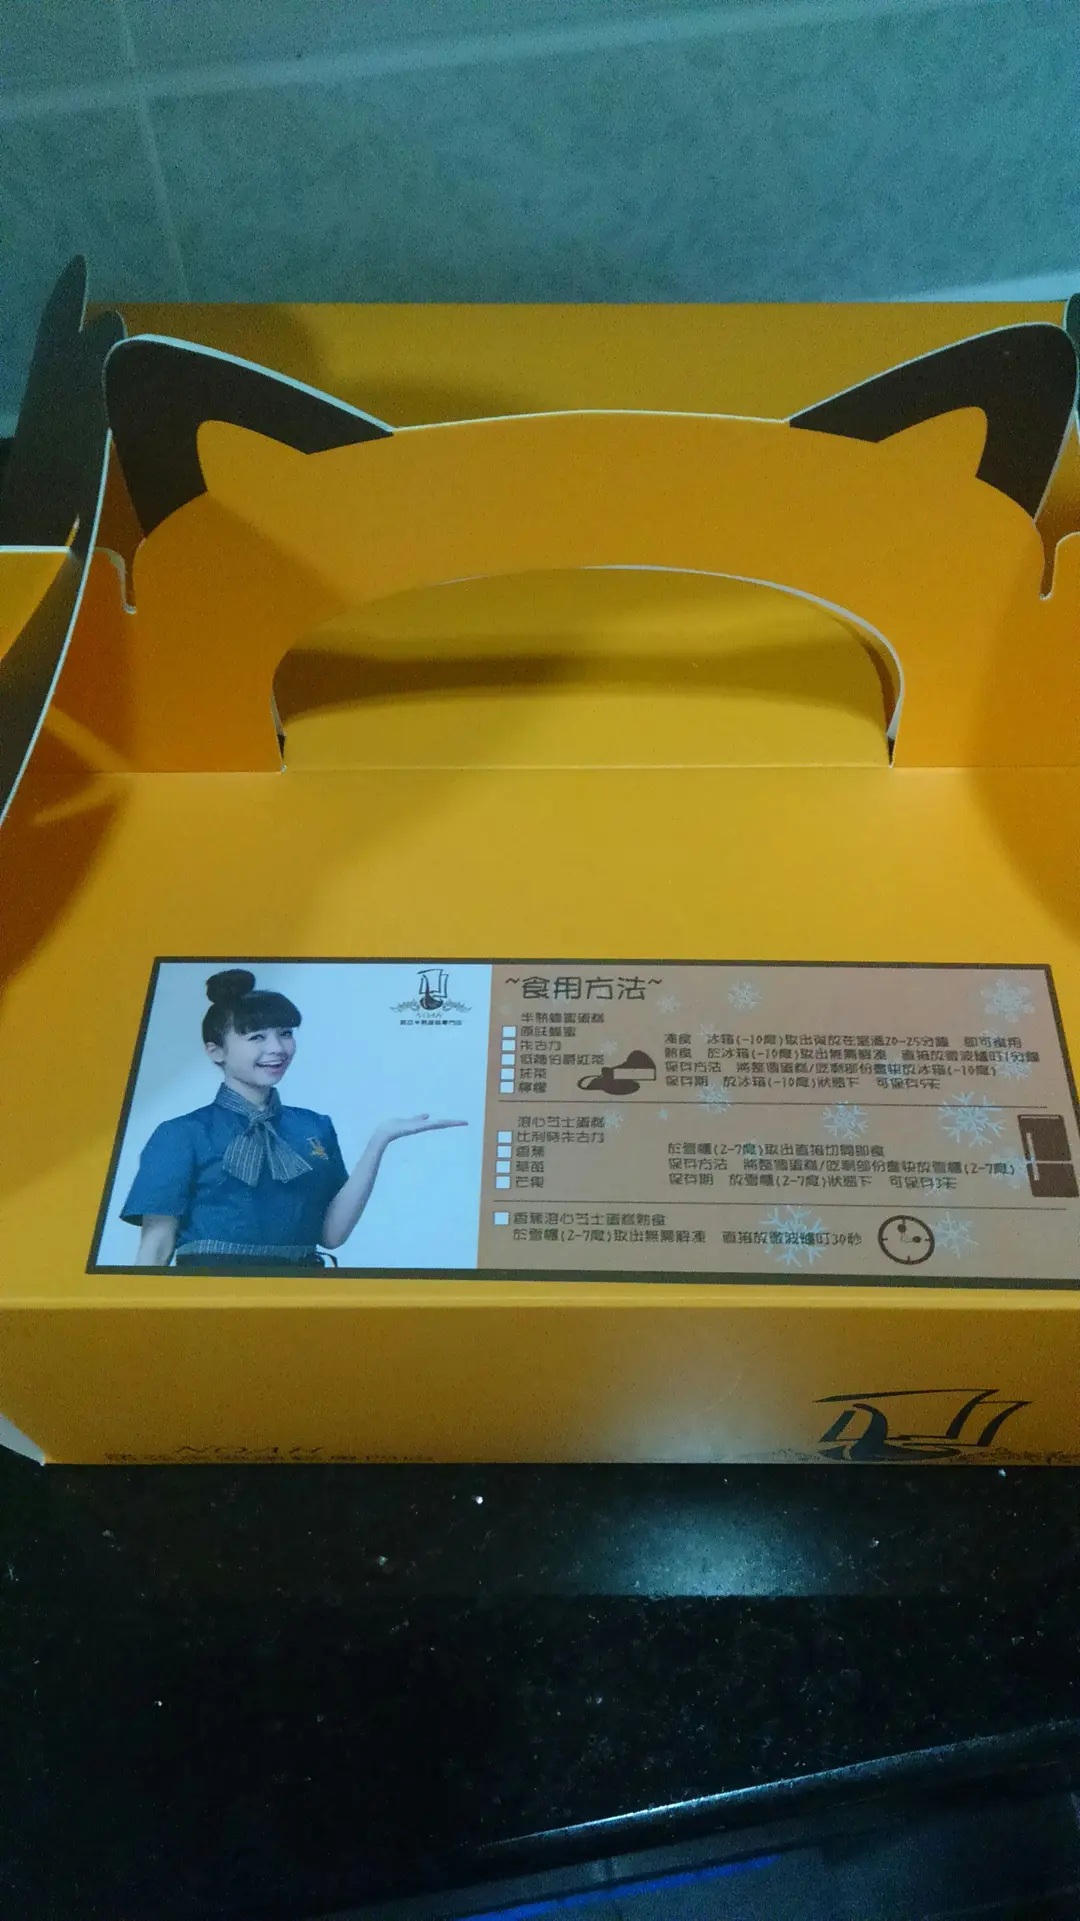 NOAH
~食用方法~
半熟蜂蜜蛋糕
原味蜂蜜
朱古力
低糖伯爵紅茶
抹茶
檸檬
凍食 冰箱(-10度)取出後放在室溫20-25分鐘 即可食用
熱食 於冰箱(-10度)取出無需解凍 直接放微波爐叮1分鐘
保存方法 將整個蛋糕/吃剩部份盡快放冰箱(-10度)
保存期 放冰箱(-10度)狀態下 可保存5天
溶心芝士蛋糕
比利時朱古力
香蕉
草莓
芒果
於雪櫃(2-7度)取出直接切開即食
保存方法 將整個蛋糕/吃剩部份盡快放雪櫃(2-7度)
保存期 放雪櫃(2-7度)狀態下 可保存3天
香蕉溶心芝士蛋糕熱食
於雪櫃(2-7度)取出無需解凍 直接放微波爐叮30秒
NOAH